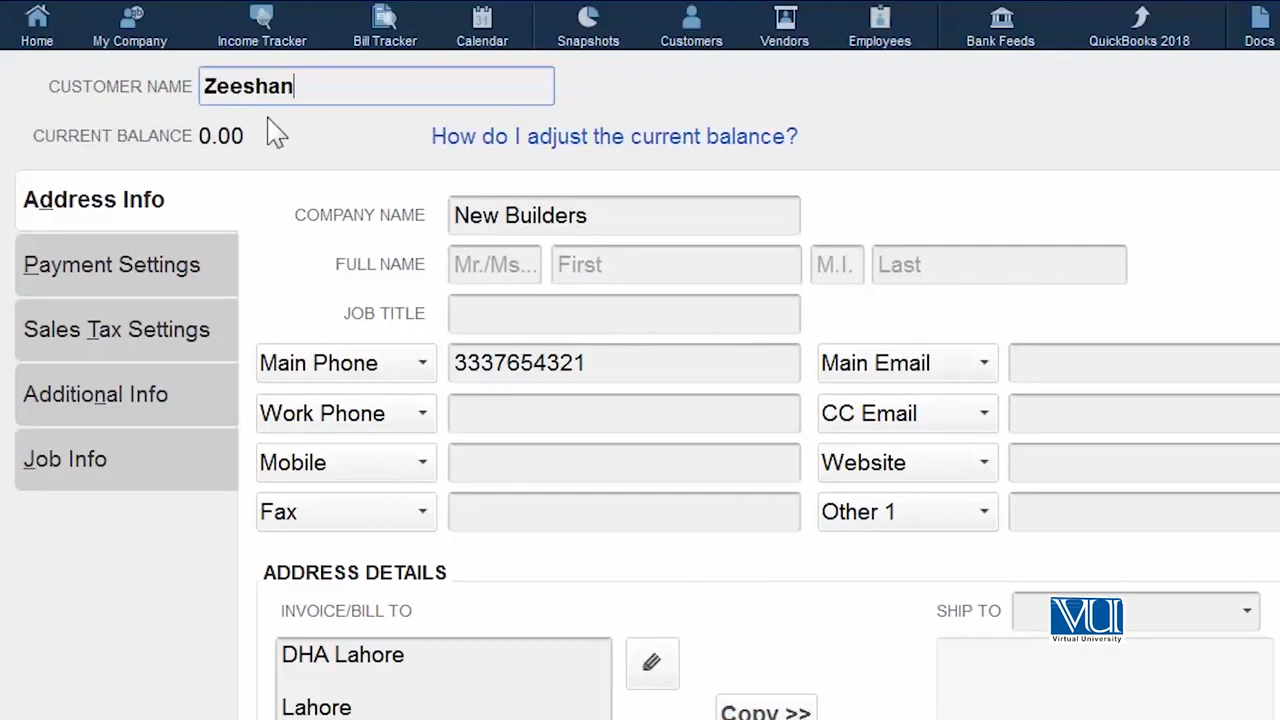 Home My Company Income Tracker Bill Tracker Calendar Snapshots Customers Vendors Employees Bank Feeds QuickBooks 2018 Docs
CUSTOMER NAME Zeeshan
CURRENT BALANCE 0.00 How do I adjust the current balance?
Address Info
Payment Settings
Sales Tax Settings
Additional Info
Job Info
COMPANY NAME New Builders
FULL NAME Mr./Ms... First M.I. Last
JOB TITLE
Main Phone 3337654321 Main Email
Work Phone CC Email
Mobile Website
Fax Other 1
ADDRESS DETAILS
INVOICE/BILL TO SHIP TO
DHA Lahore
Lahore
Copy >>
VU
Virtual University
31